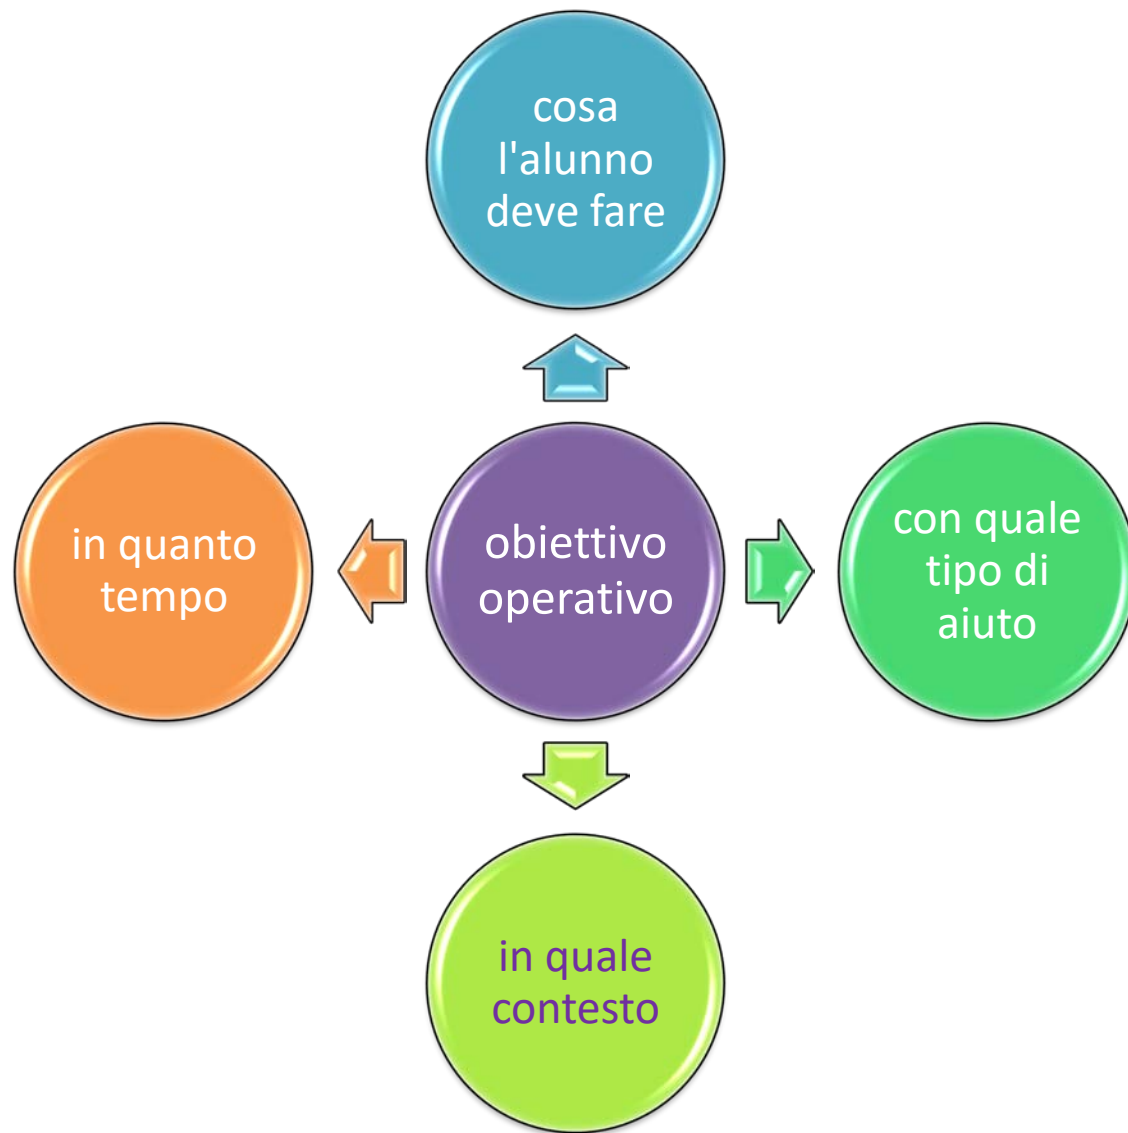 cosa
l'alunno
deve fare
in quanto
tempo
obiettivo
operativo
con quale
tipo di
aiuto
in quale
contesto